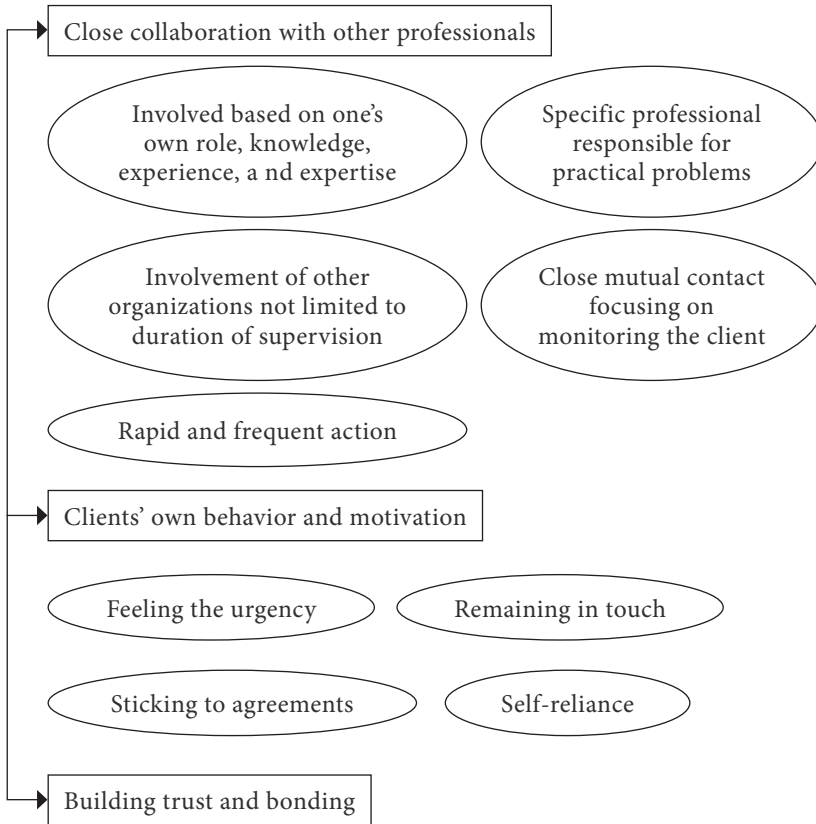 Close collaboration with other professionals
Involved based on one's
own role, knowledge,
experience, a nd expertise
Specific professional
responsible for
practical problems
Involvement of other
organizations not limited to
duration of supervision
Close mutual contact
focusing on
monitoring the client
Rapid and frequent action
Clients' own behavior and motivation
Feeling the urgency
Remaining in touch
Sticking to agreements
Self-reliance
Building trust and bonding